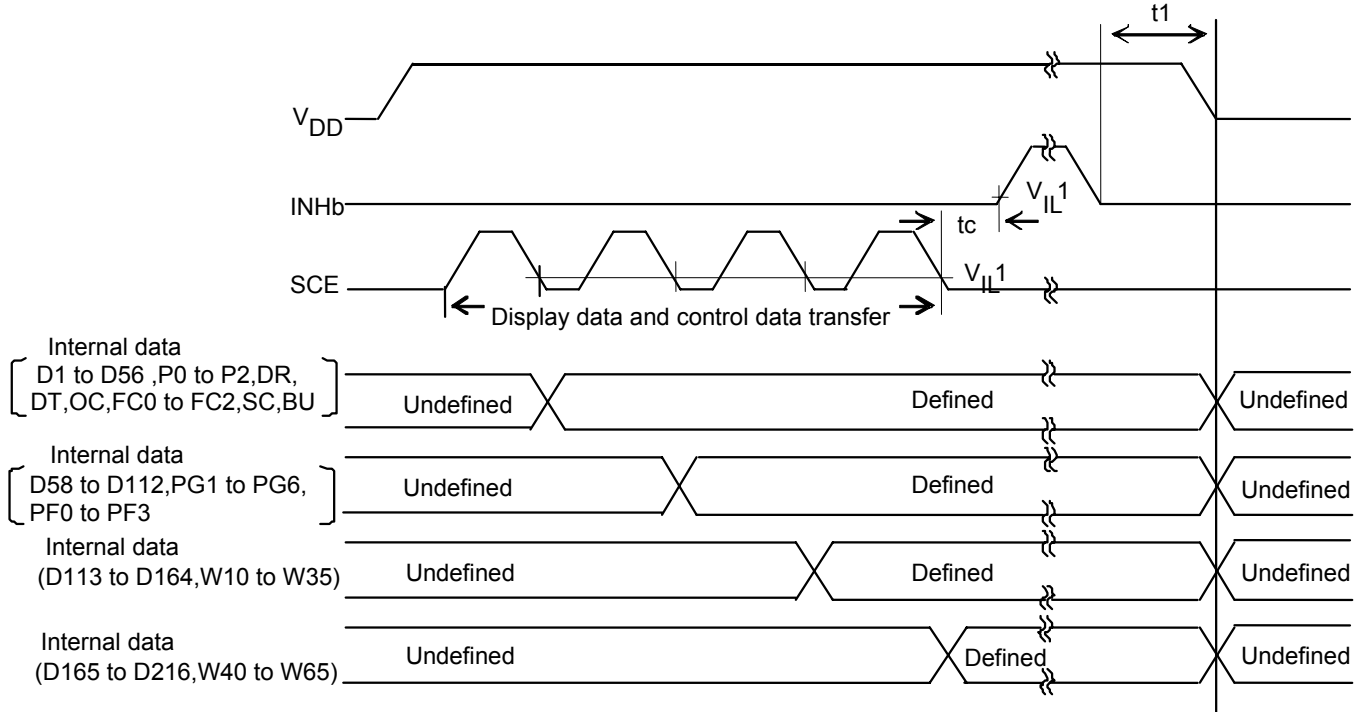 t1
VDD
INHb
VIL1
tc
SCE
VIL1
Display data and control data transfer
Internal data
D1 to D56 ,P0 to P2,DR,
DT,OC,FC0 to FC2,SC,BU
Undefined
Defined
Undefined
Internal data
D58 to D112,PG1 to PG6,
PF0 to PF3
Undefined
Defined
Undefined
Internal data
(D113 to D164,W10 to W35)
Undefined
Defined
Undefined
Internal data
(D165 to D216,W40 to W65)
Undefined
Defined
Undefined